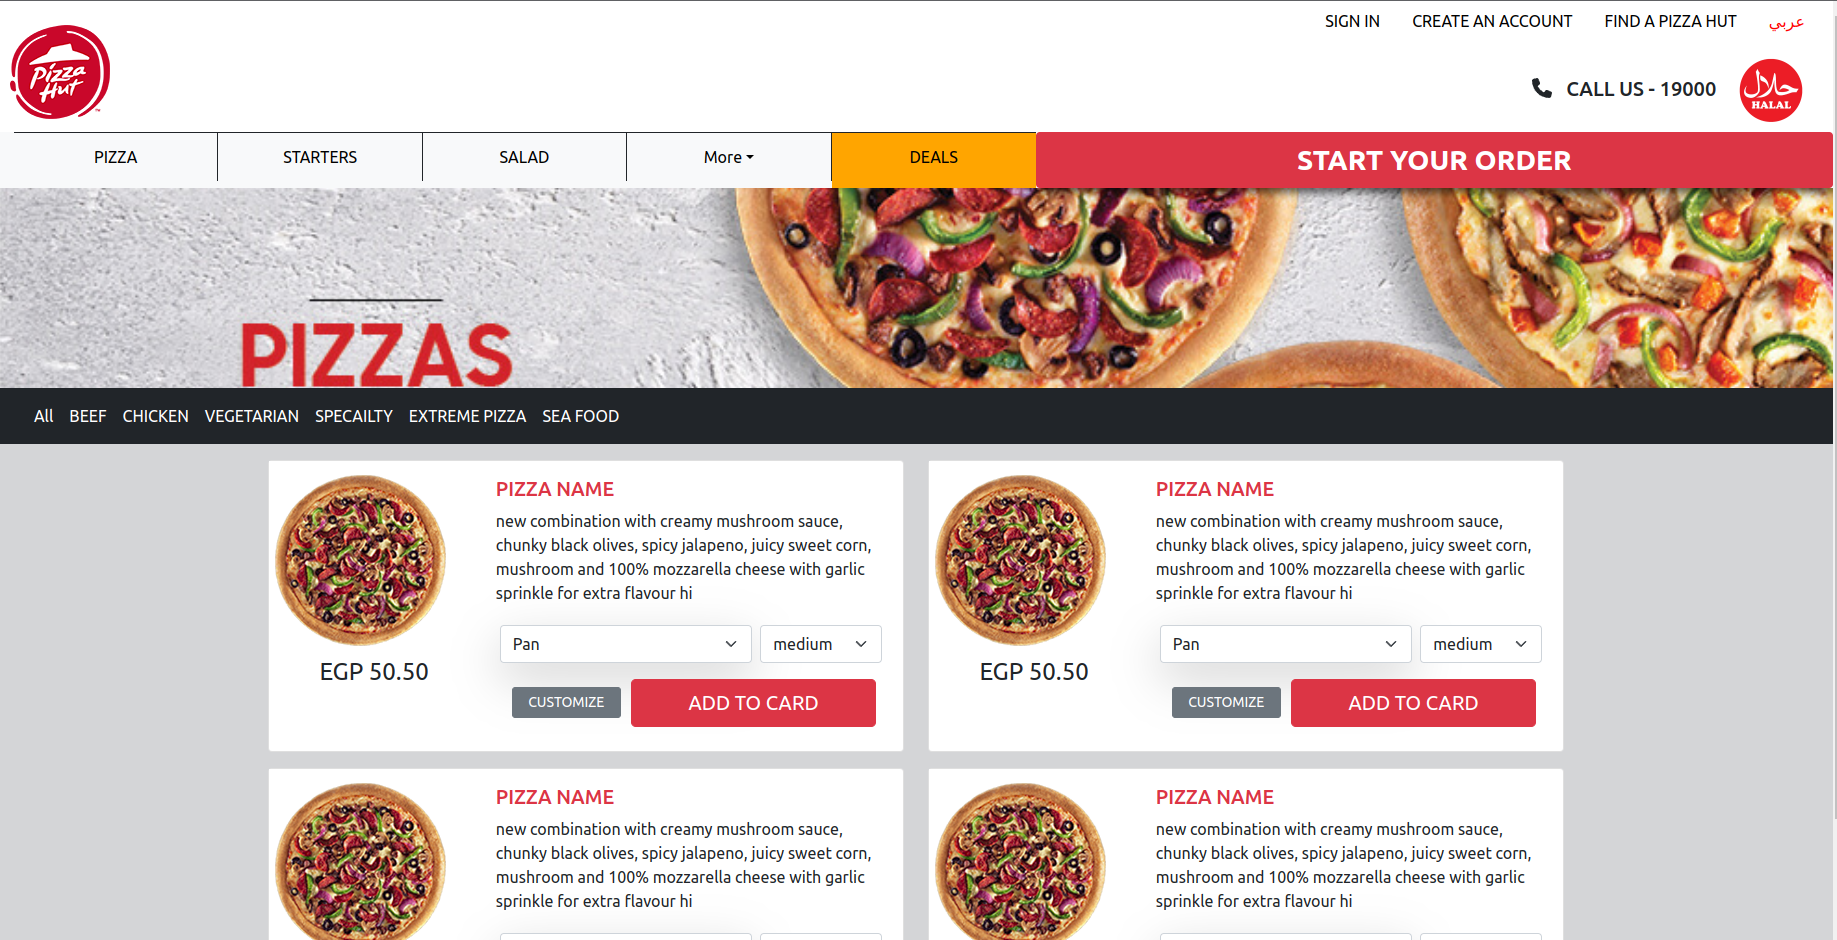 SIGN IN CREATE AN ACCOUNT FIND A PIZZA HUT عربي
Pizza
Hut
CALL US - 19000
حلال
HALAL
PIZZA STARTERS SALAD More DEALS START YOUR ORDER
PIZZAS
All BEEF CHICKEN VEGETARIAN SPECAILTY EXTREME PIZZA SEA FOOD
PIZZA NAME
new combination with creamy mushroom sauce,
chunky black olives, spicy jalapeno, juicy sweet corn,
mushroom and 100% mozzarella cheese with garlic
sprinkle for extra flavour hi
Pan medium
EGP 50.50
CUSTOMIZE ADD TO CARD
PIZZA NAME
new combination with creamy mushroom sauce,
chunky black olives, spicy jalapeno, juicy sweet corn,
mushroom and 100% mozzarella cheese with garlic
sprinkle for extra flavour hi
Pan medium
EGP 50.50
CUSTOMIZE ADD TO CARD
PIZZA NAME
new combination with creamy mushroom sauce,
chunky black olives, spicy jalapeno, juicy sweet corn,
mushroom and 100% mozzarella cheese with garlic
sprinkle for extra flavour hi
PIZZA NAME
new combination with creamy mushroom sauce,
chunky black olives, spicy jalapeno, juicy sweet corn,
mushroom and 100% mozzarella cheese with garlic
sprinkle for extra flavour hi